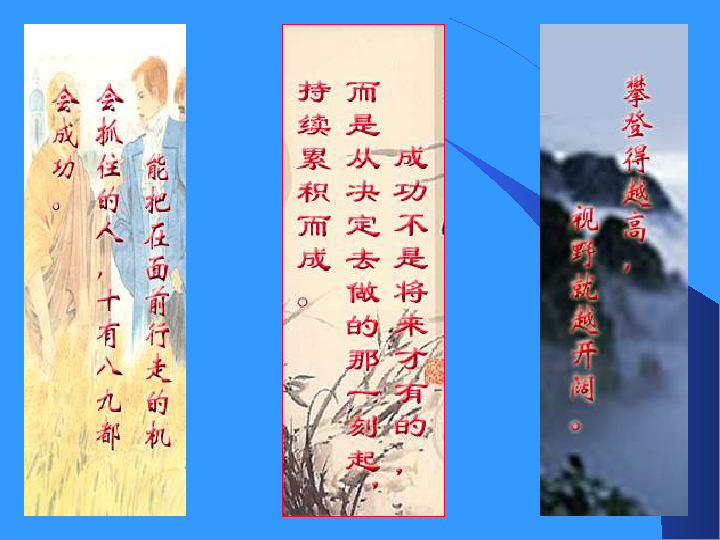 能把在面前行走的机
会抓住的人，十有八九都
会成功。
成功不是将来才有的，
而是从决定去做的那一刻起，
持续累积而成。
攀登得越高，
视野就越开阔。